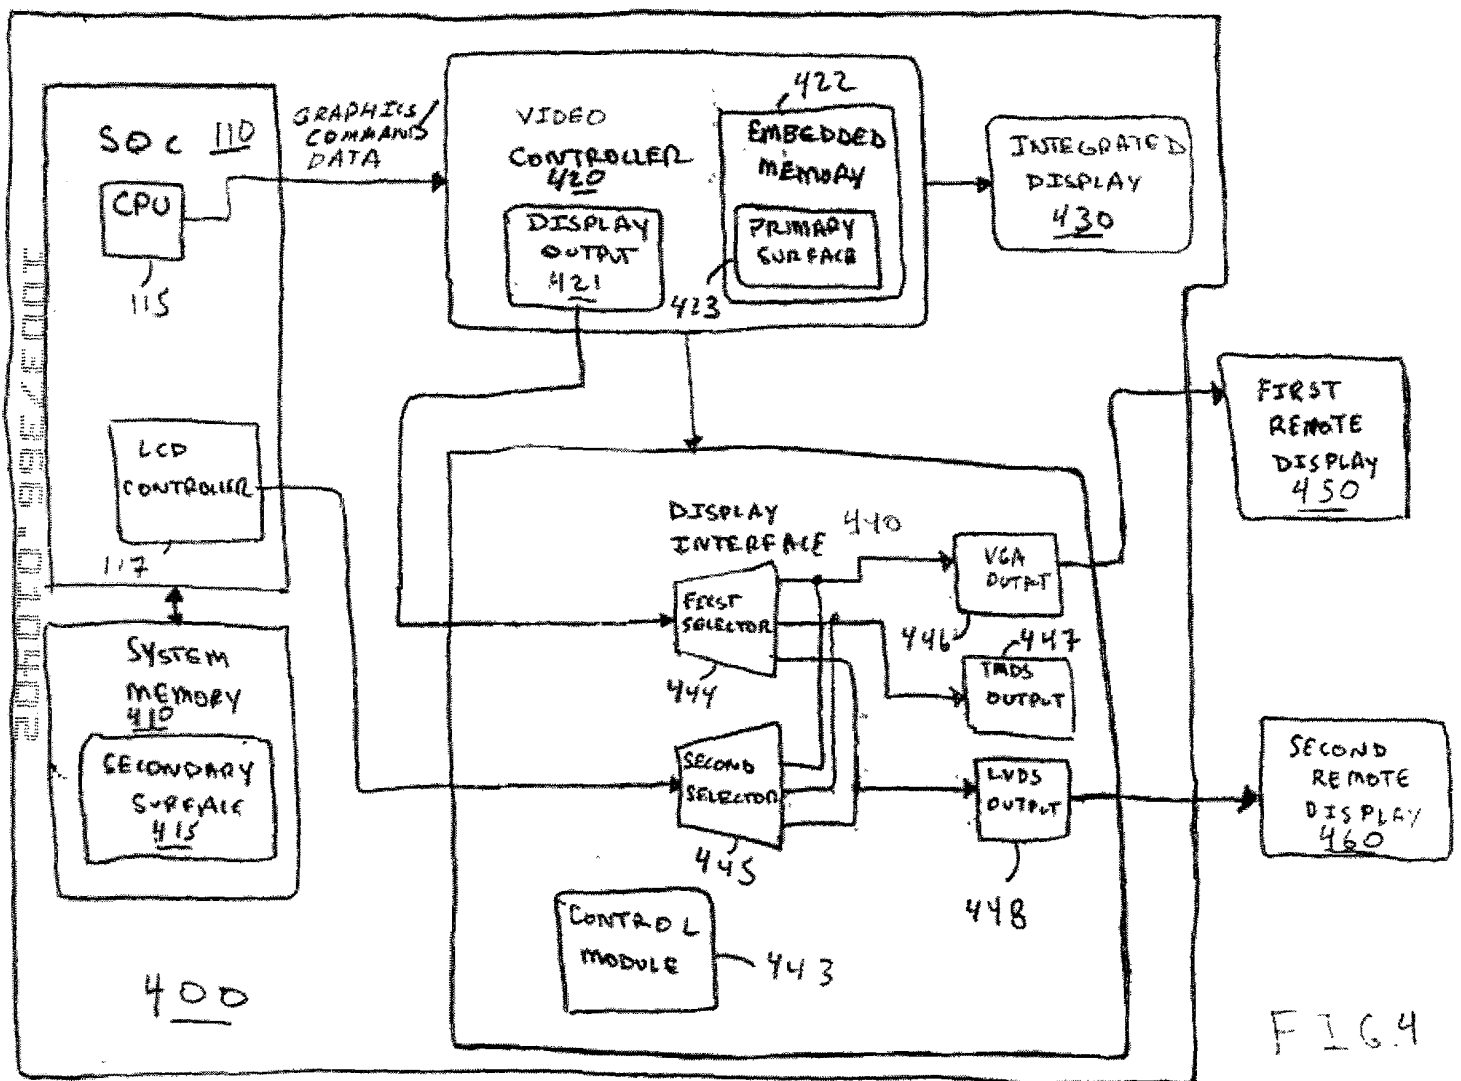 SOC 110
CPU
115
LCD
CONTROLLER
117
GRAPHICS/
COMMANDS
DATA
VIDEO
CONTROLLER
420
DISPLAY
OUTPUT
421
422
EMBEDDED
MEMORY
PRIMARY
SURFACE
423
INTEGRATED
DISPLAY
430
SYSTEM
MEMORY
410
SECONDARY
SURFACE
415
DISPLAY
INTERFACE
440
FIRST
SELECTOR
444
SECOND
SELECTOR
445
VGA
OUTPUT
446
447
TMDS
OUTPUT
LVDS
OUTPUT
448
CONTROL
MODULE
443
FIRST
REMOTE
DISPLAY
450
SECOND
REMOTE
DISPLAY
460
400
FIG.4